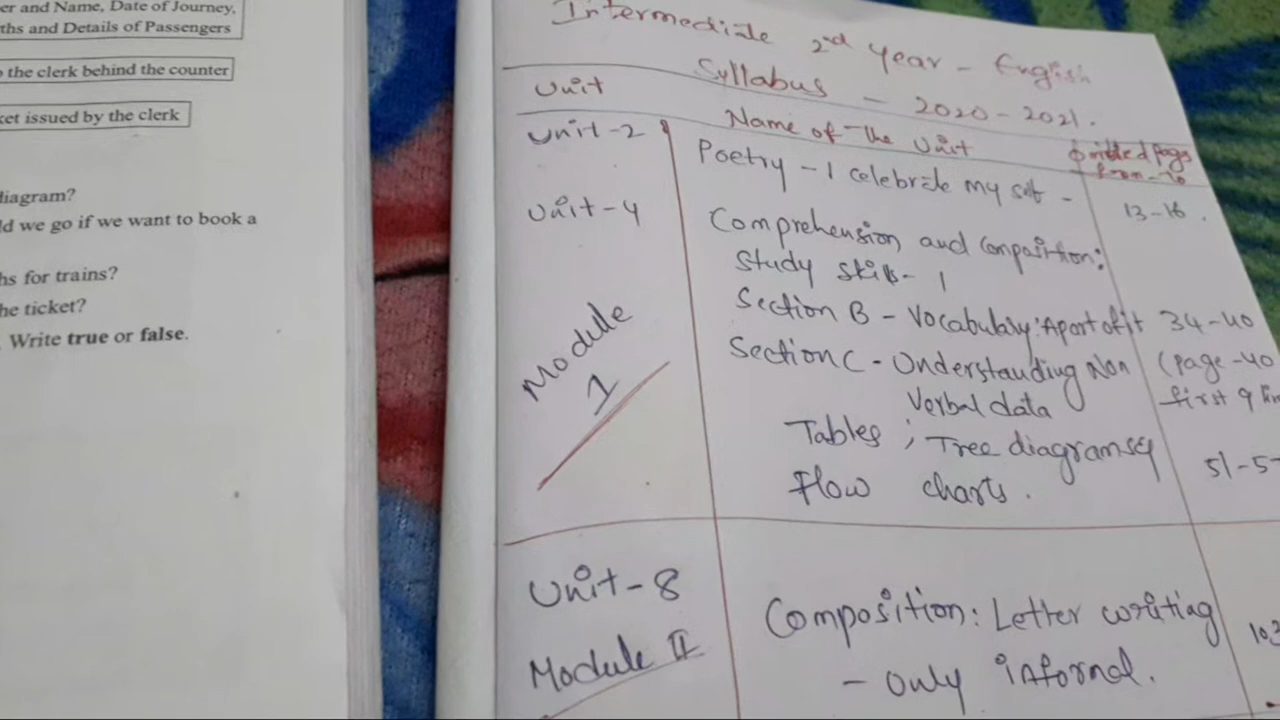 er and Name, Date of Journey,
ths and Details of Passengers
the clerk behind the counter
ket issued by the clerk
diagram?
ld we go if we want to book a
hs for trains?
he ticket?
Write true or false.
Intermediate 2nd year - English
Syllabus - 2020-2021.
Unit
Name of The Unit
pages from-to
Unit-2
Poetry - I celebrate my self -
13-16.
Unit-4
Comprehension and Composition:
Study skills- 1
Section B - Vocabulary: Apart of it
34-40
Section C - Understanding Non
(page-40
Verbal data
first 9 lin
Module
1
Tables ; Tree diagrams
51-5
Flow charts.
Unit-8
Composition: Letter writing
Module II
- only informal.